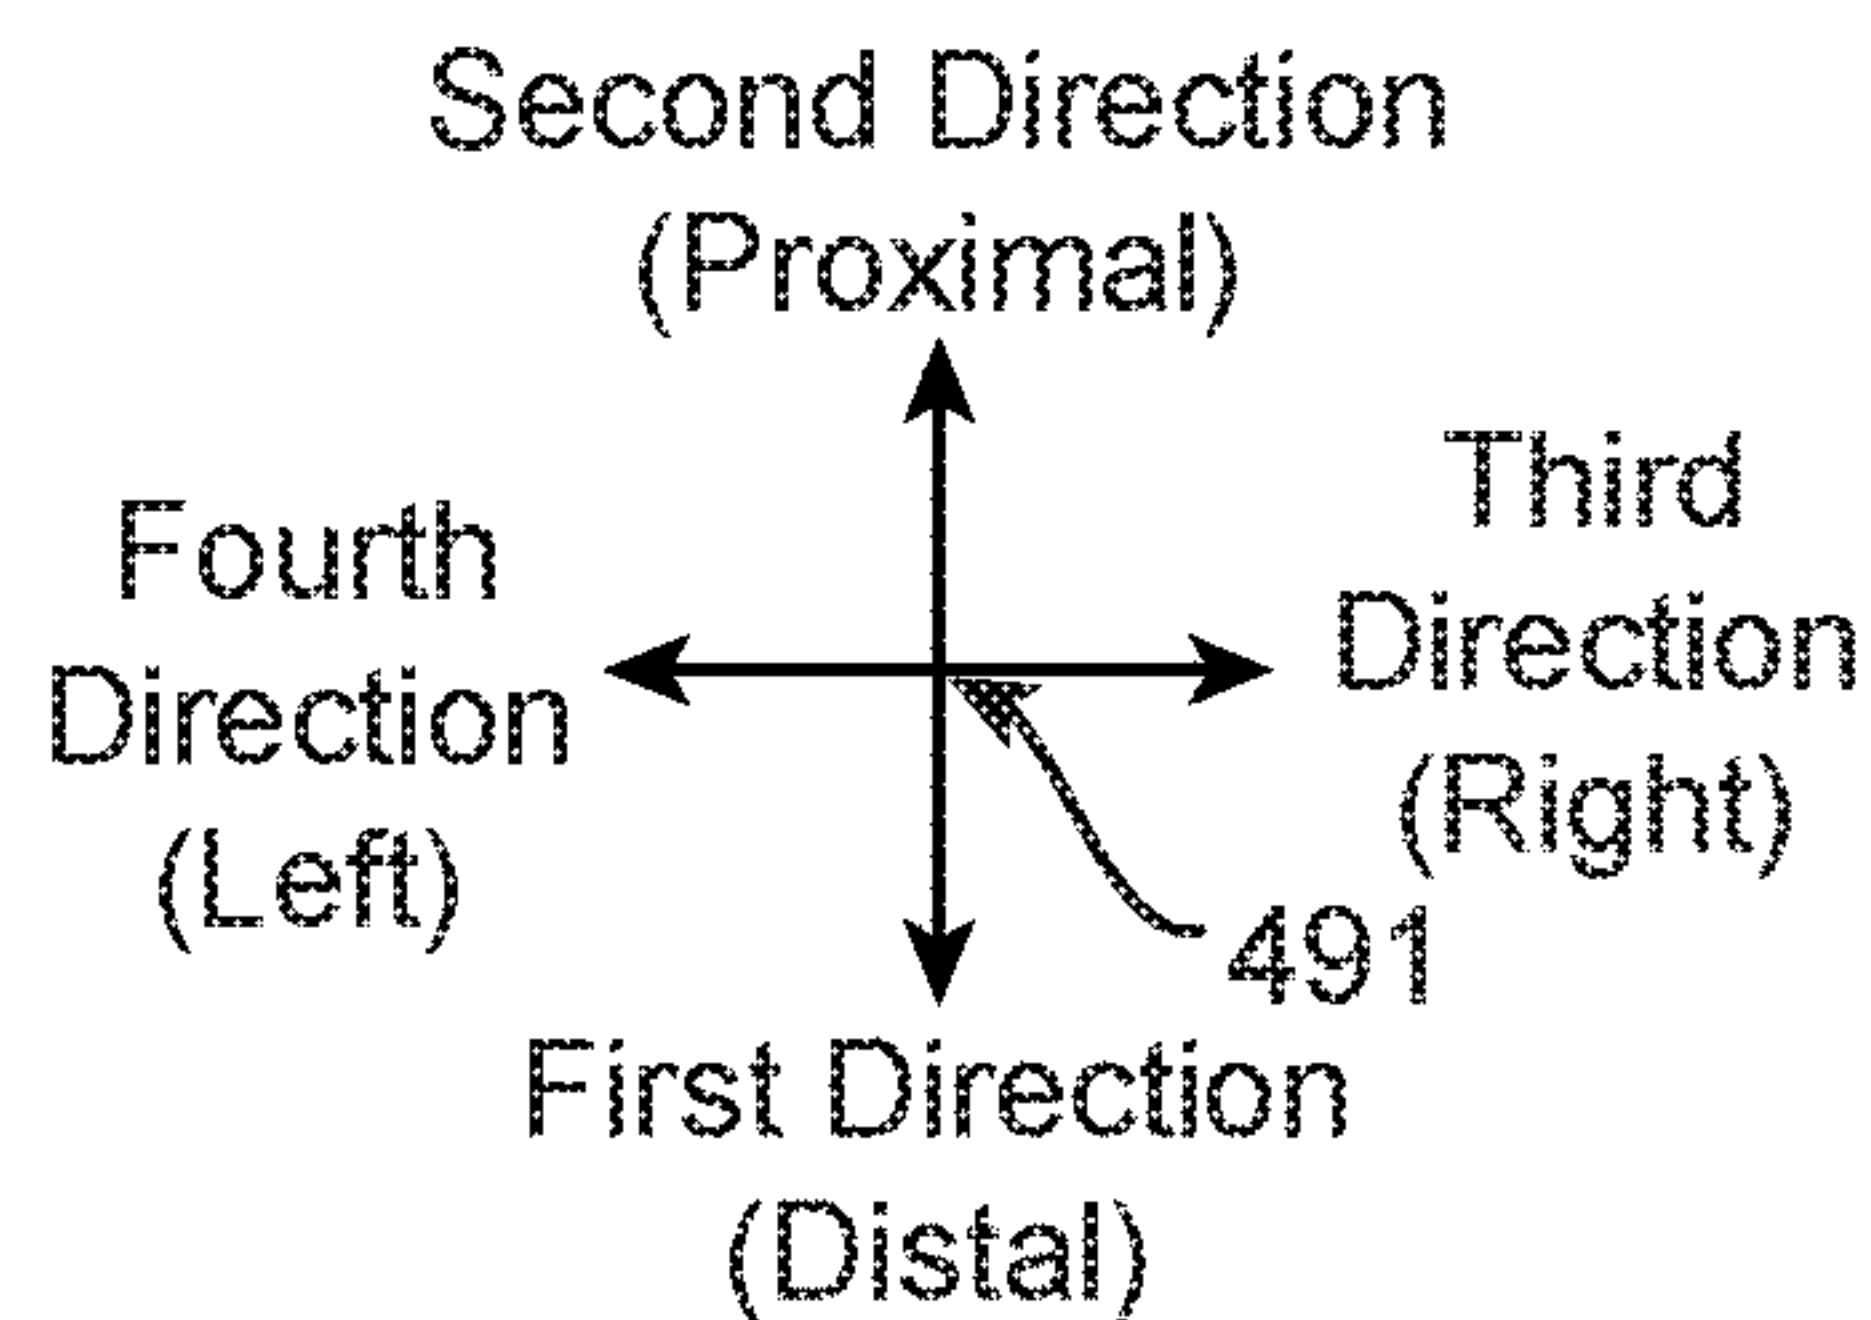 Second Direction
(Proximal)
Fourth
Direction
(Left)
Third
Direction
(Right)
491
First Direction
(Distal)